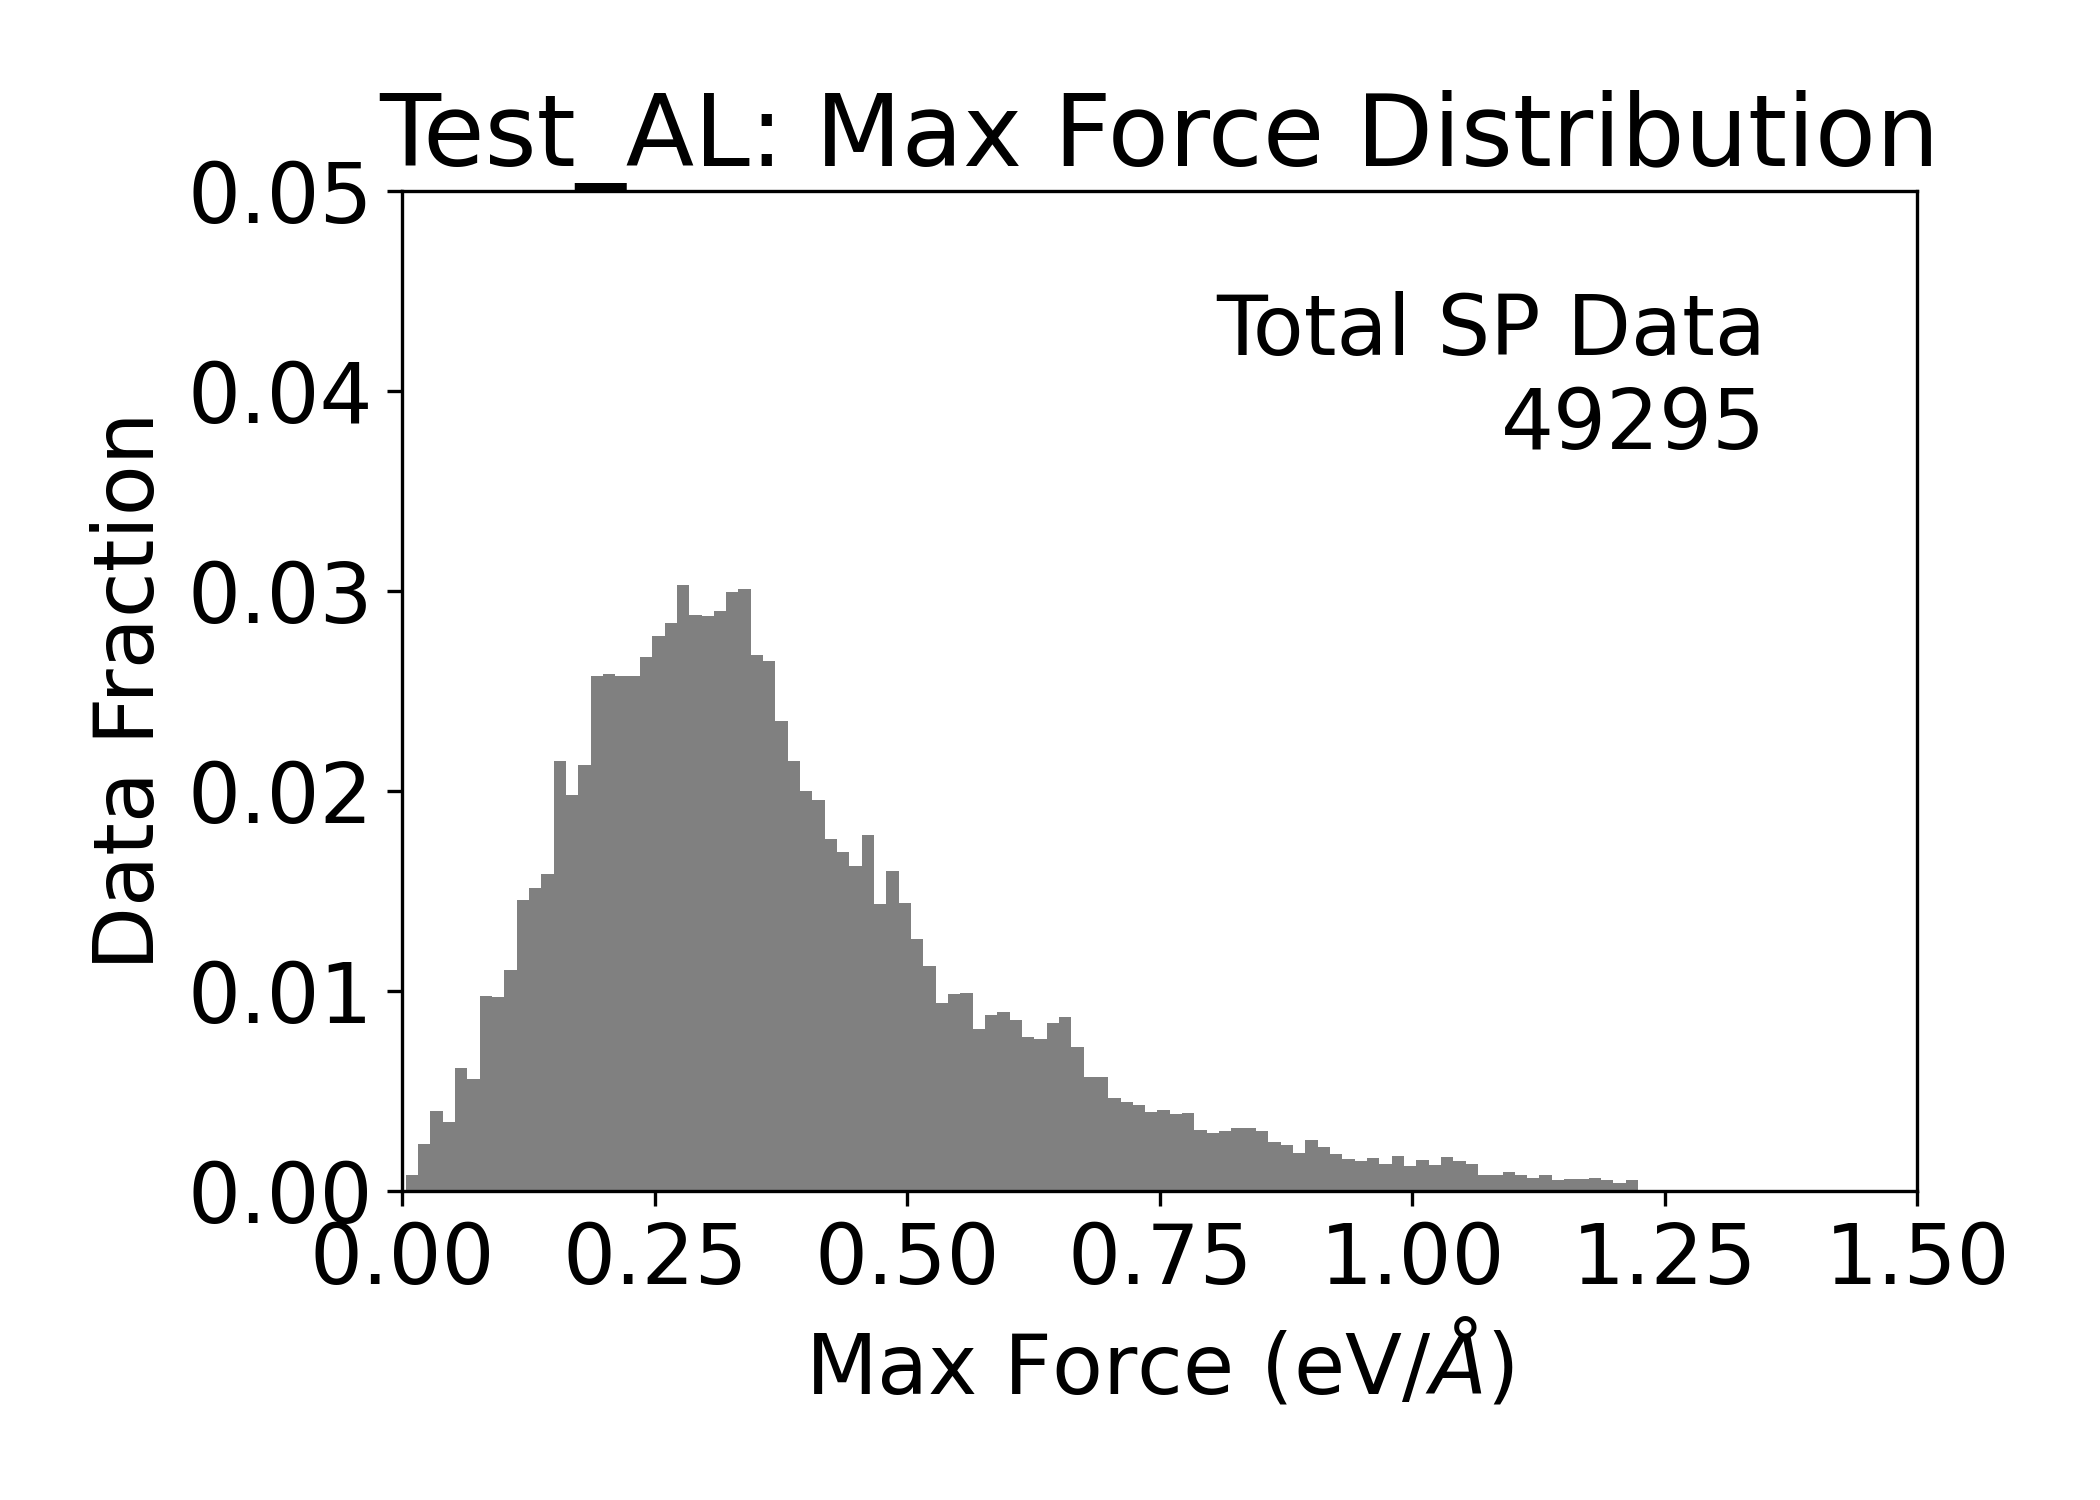 Test_AL: Max Force Distribution
Total SP Data
49295
Data Fraction
0.05
0.04
0.03
0.02
0.01
0.00
0.00 0.25 0.50 0.75 1.00 1.25 1.50
Max Force (eV/Å)